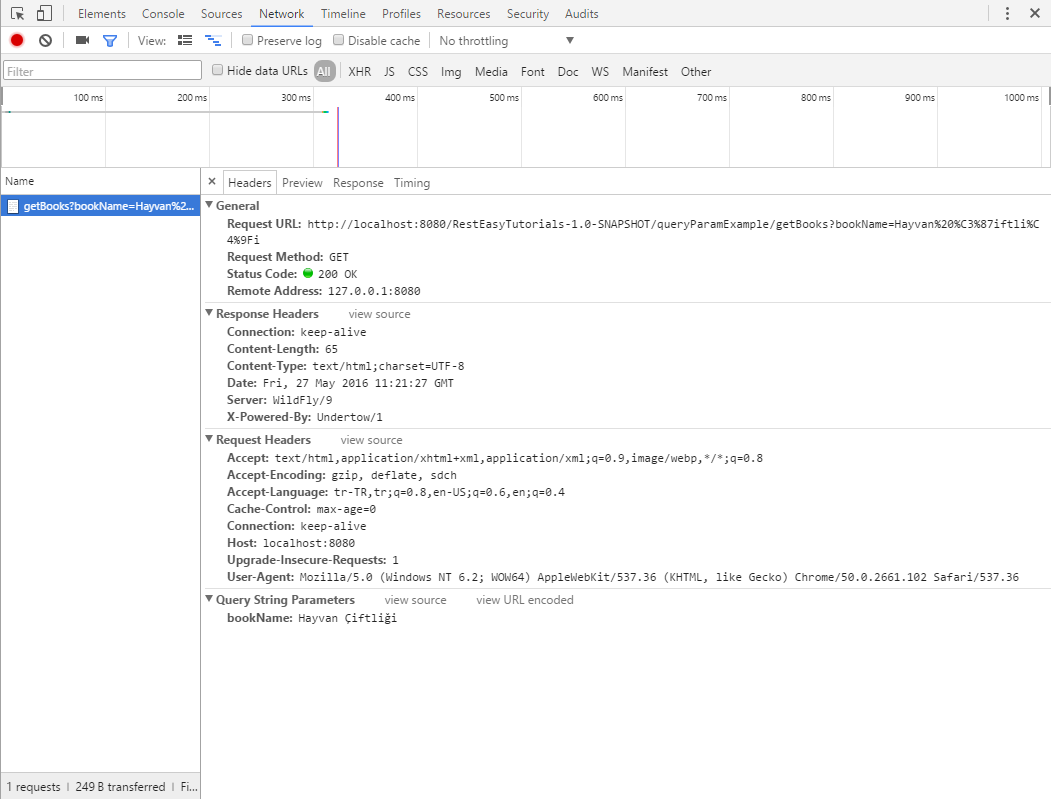 Elements Console Sources Network Timeline Profiles Resources Security Audits
View: Preserve log Disable cache No throttling
Filter Hide data URLs All XHR JS CSS Img Media Font Doc WS Manifest Other
100 ms 200 ms 300 ms 400 ms 500 ms 600 ms 700 ms 800 ms 900 ms 1000 ms
Name
getBooks?bookName=Hayvan%2...
× Headers Preview Response Timing
General
Request URL: http://localhost:8080/RestEasyTutorials-1.0-SNAPSHOT/queryParamExample/getBooks?bookName=Hayvan%20%C3%87iftli%C
4%9Fi
Request Method: GET
Status Code: 200 OK
Remote Address: 127.0.0.1:8080
Response Headers view source
Connection: keep-alive
Content-Length: 65
Content-Type: text/html;charset=UTF-8
Date: Fri, 27 May 2016 11:21:27 GMT
Server: WildFly/9
X-Powered-By: Undertow/1
Request Headers view source
Accept: text/html,application/xhtml+xml,application/xml;q=0.9,image/webp,*/*;q=0.8
Accept-Encoding: gzip, deflate, sdch
Accept-Language: tr-TR,tr;q=0.8,en-US;q=0.6,en;q=0.4
Cache-Control: max-age=0
Connection: keep-alive
Host: localhost:8080
Upgrade-Insecure-Requests: 1
User-Agent: Mozilla/5.0 (Windows NT 6.2; WOW64) AppleWebKit/537.36 (KHTML, like Gecko) Chrome/50.0.2661.102 Safari/537.36
Query String Parameters view source view URL encoded
bookName: Hayvan Çiftliği
1 requests | 249 B transferred | Fi...